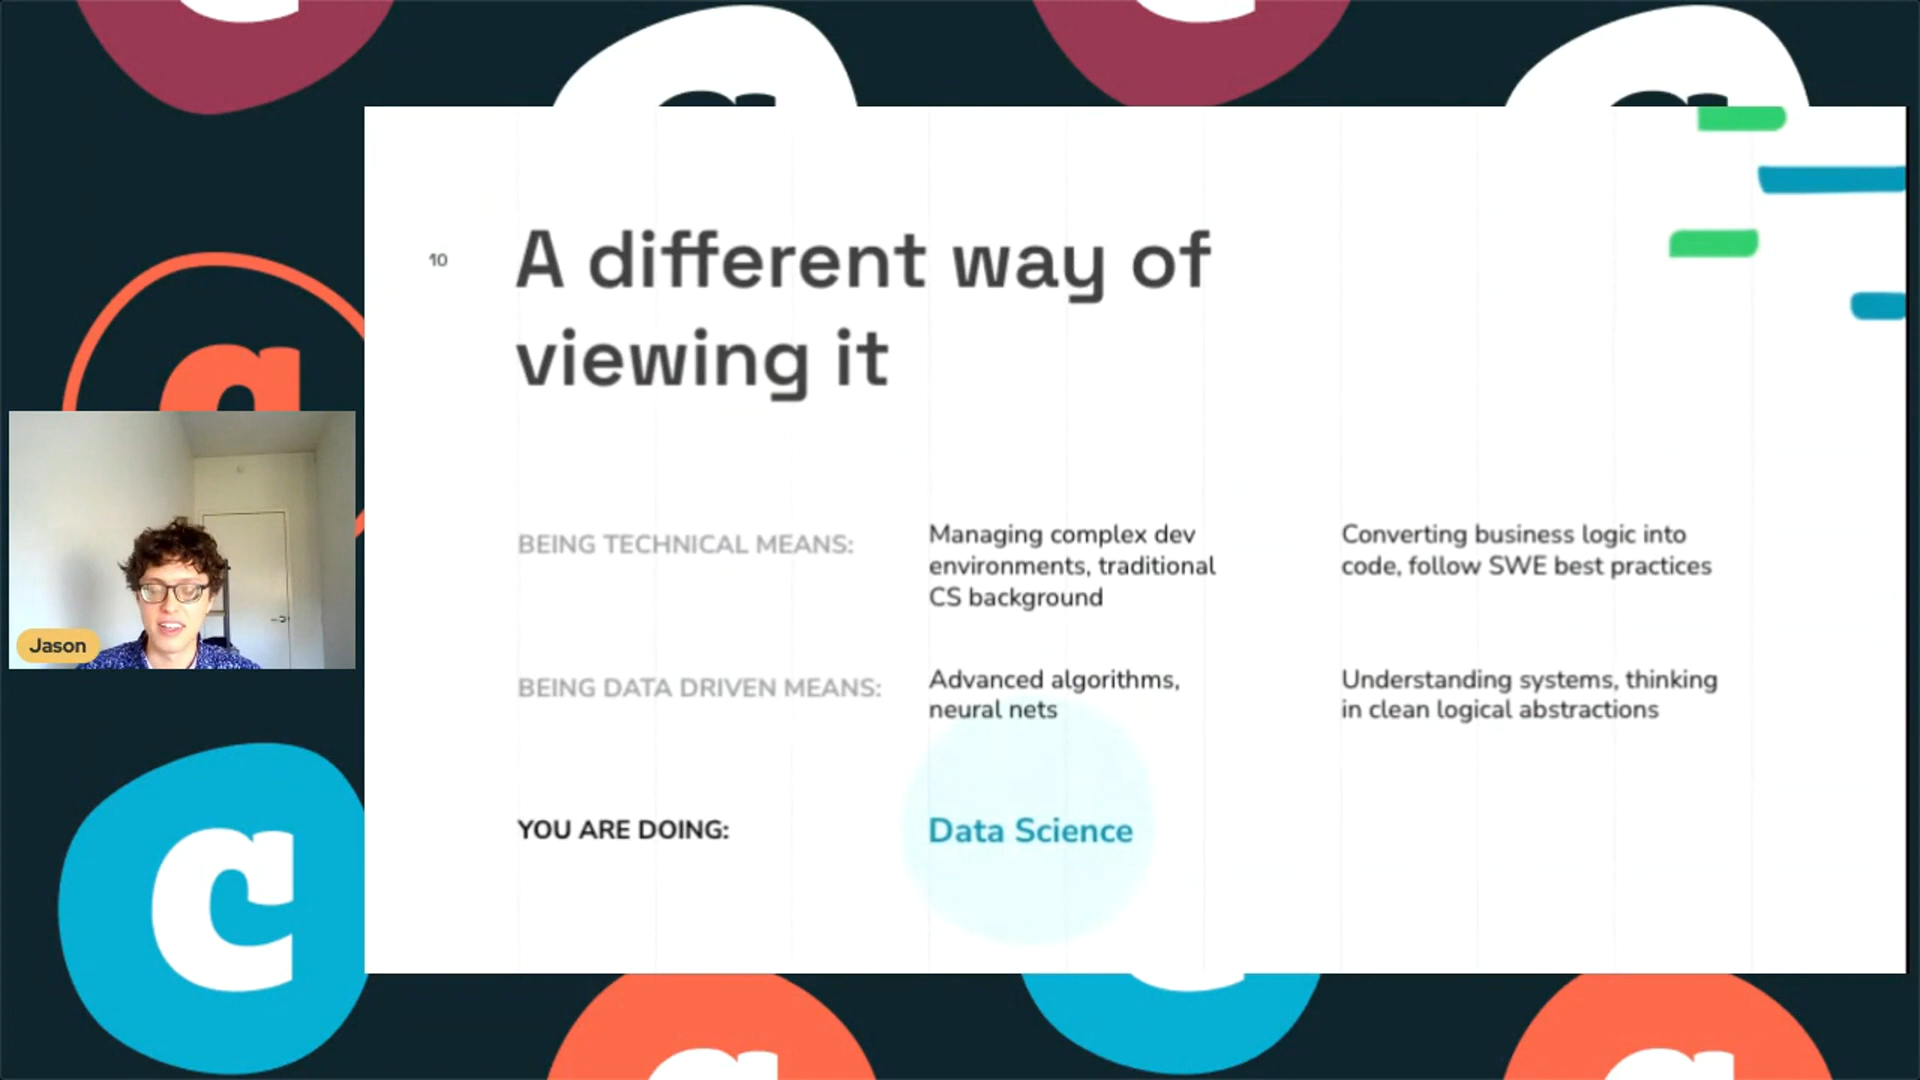 10
A different way of
viewing it
BEING TECHNICAL MEANS:
Managing complex dev
environments, traditional
CS background
Converting business logic into
code, follow SWE best practices
BEING DATA DRIVEN MEANS:
Advanced algorithms,
neural nets
Understanding systems, thinking
in clean logical abstractions
YOU ARE DOING:
Data Science
Jason
c